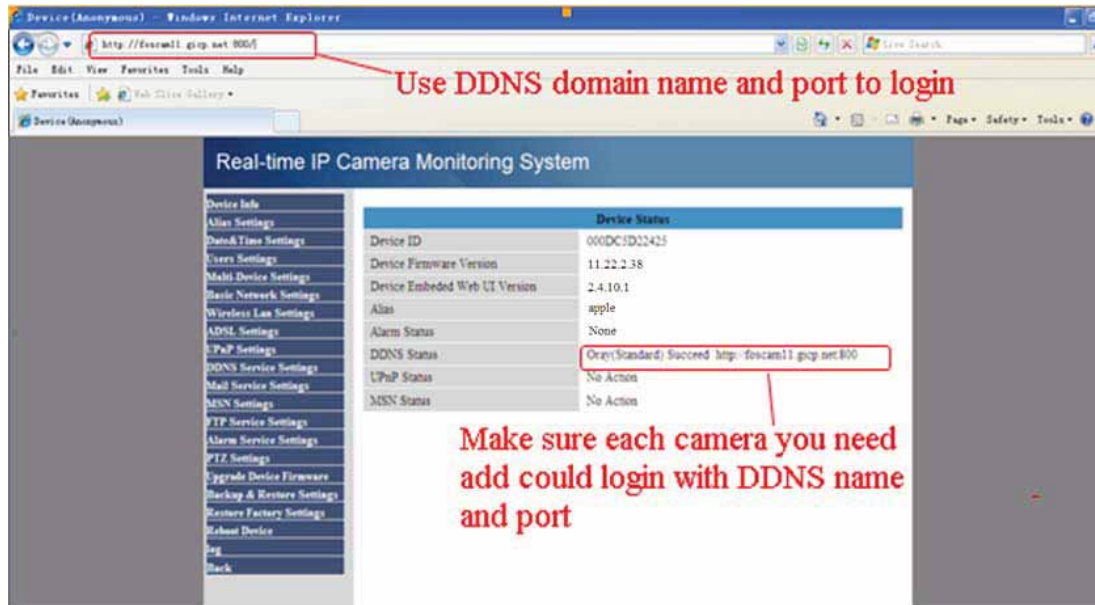 Device(Anonymous) - Windows Internet Explorer
http://foscam11.gicp.net:800/
Live Search
File Edit View Favorites Tools Help
Use DDNS domain name and port to login
Favorites Web Slice Gallery
Device(Anonymous)
Page Safety Tools
Real-time IP Camera Monitoring System
Device Info
Alias Settings
Date&Time Settings
Users Settings
Multi-Device Settings
Basic Network Settings
Wireless Lan Settings
ADSL Settings
UPnP Settings
DDNS Service Settings
Mail Service Settings
MSN Settings
FTP Service Settings
Alarm Service Settings
PTZ Settings
Upgrade Device Firmware
Backup & Restore Settings
Restore Factory Settings
Reboot Device
log
Back
Device Status
Device ID 000DC5D22425
Device Firmware Version 11.22.2.38
Device Embeded Web UI Version 2.4.10.1
Alias apple
Alarm Status None
DDNS Status Oray(Standard) Succeed http://foscam11.gicp.net:800
UPnP Status No Action
MSN Status No Action
Make sure each camera you need
add could login with DDNS name
and port